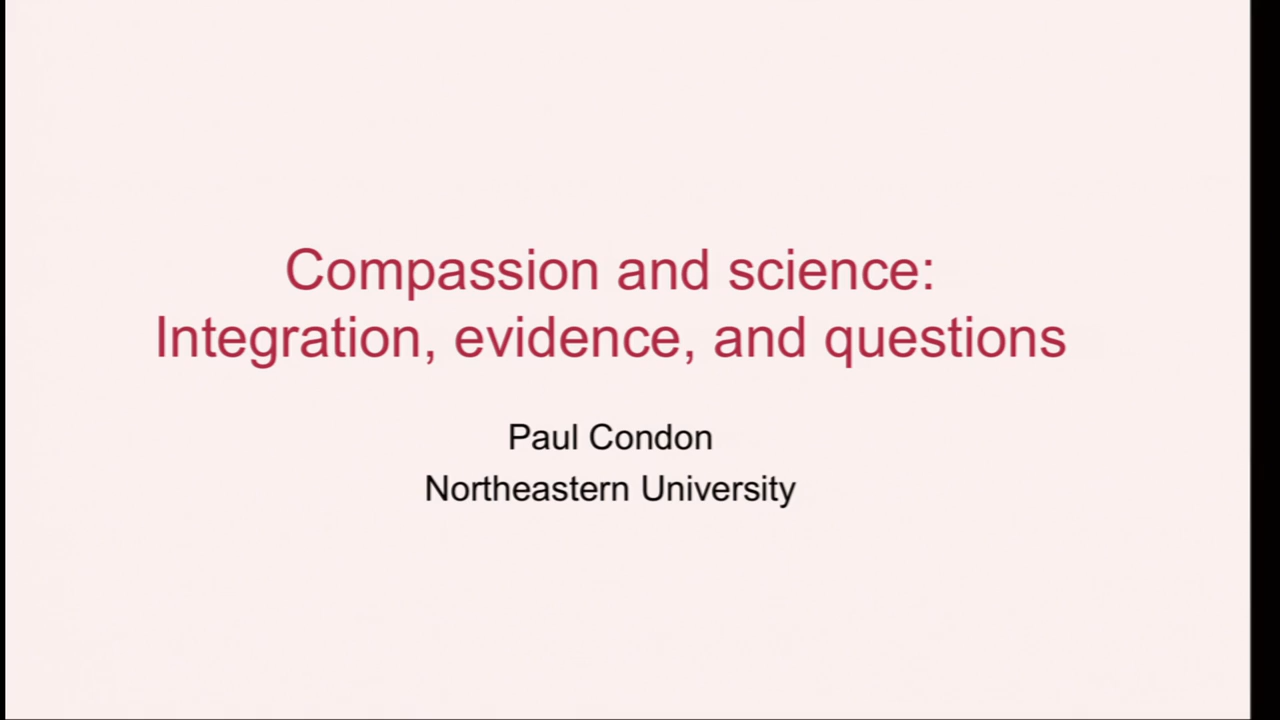 Compassion and science:
Integration, evidence, and questions
Paul Condon
Northeastern University